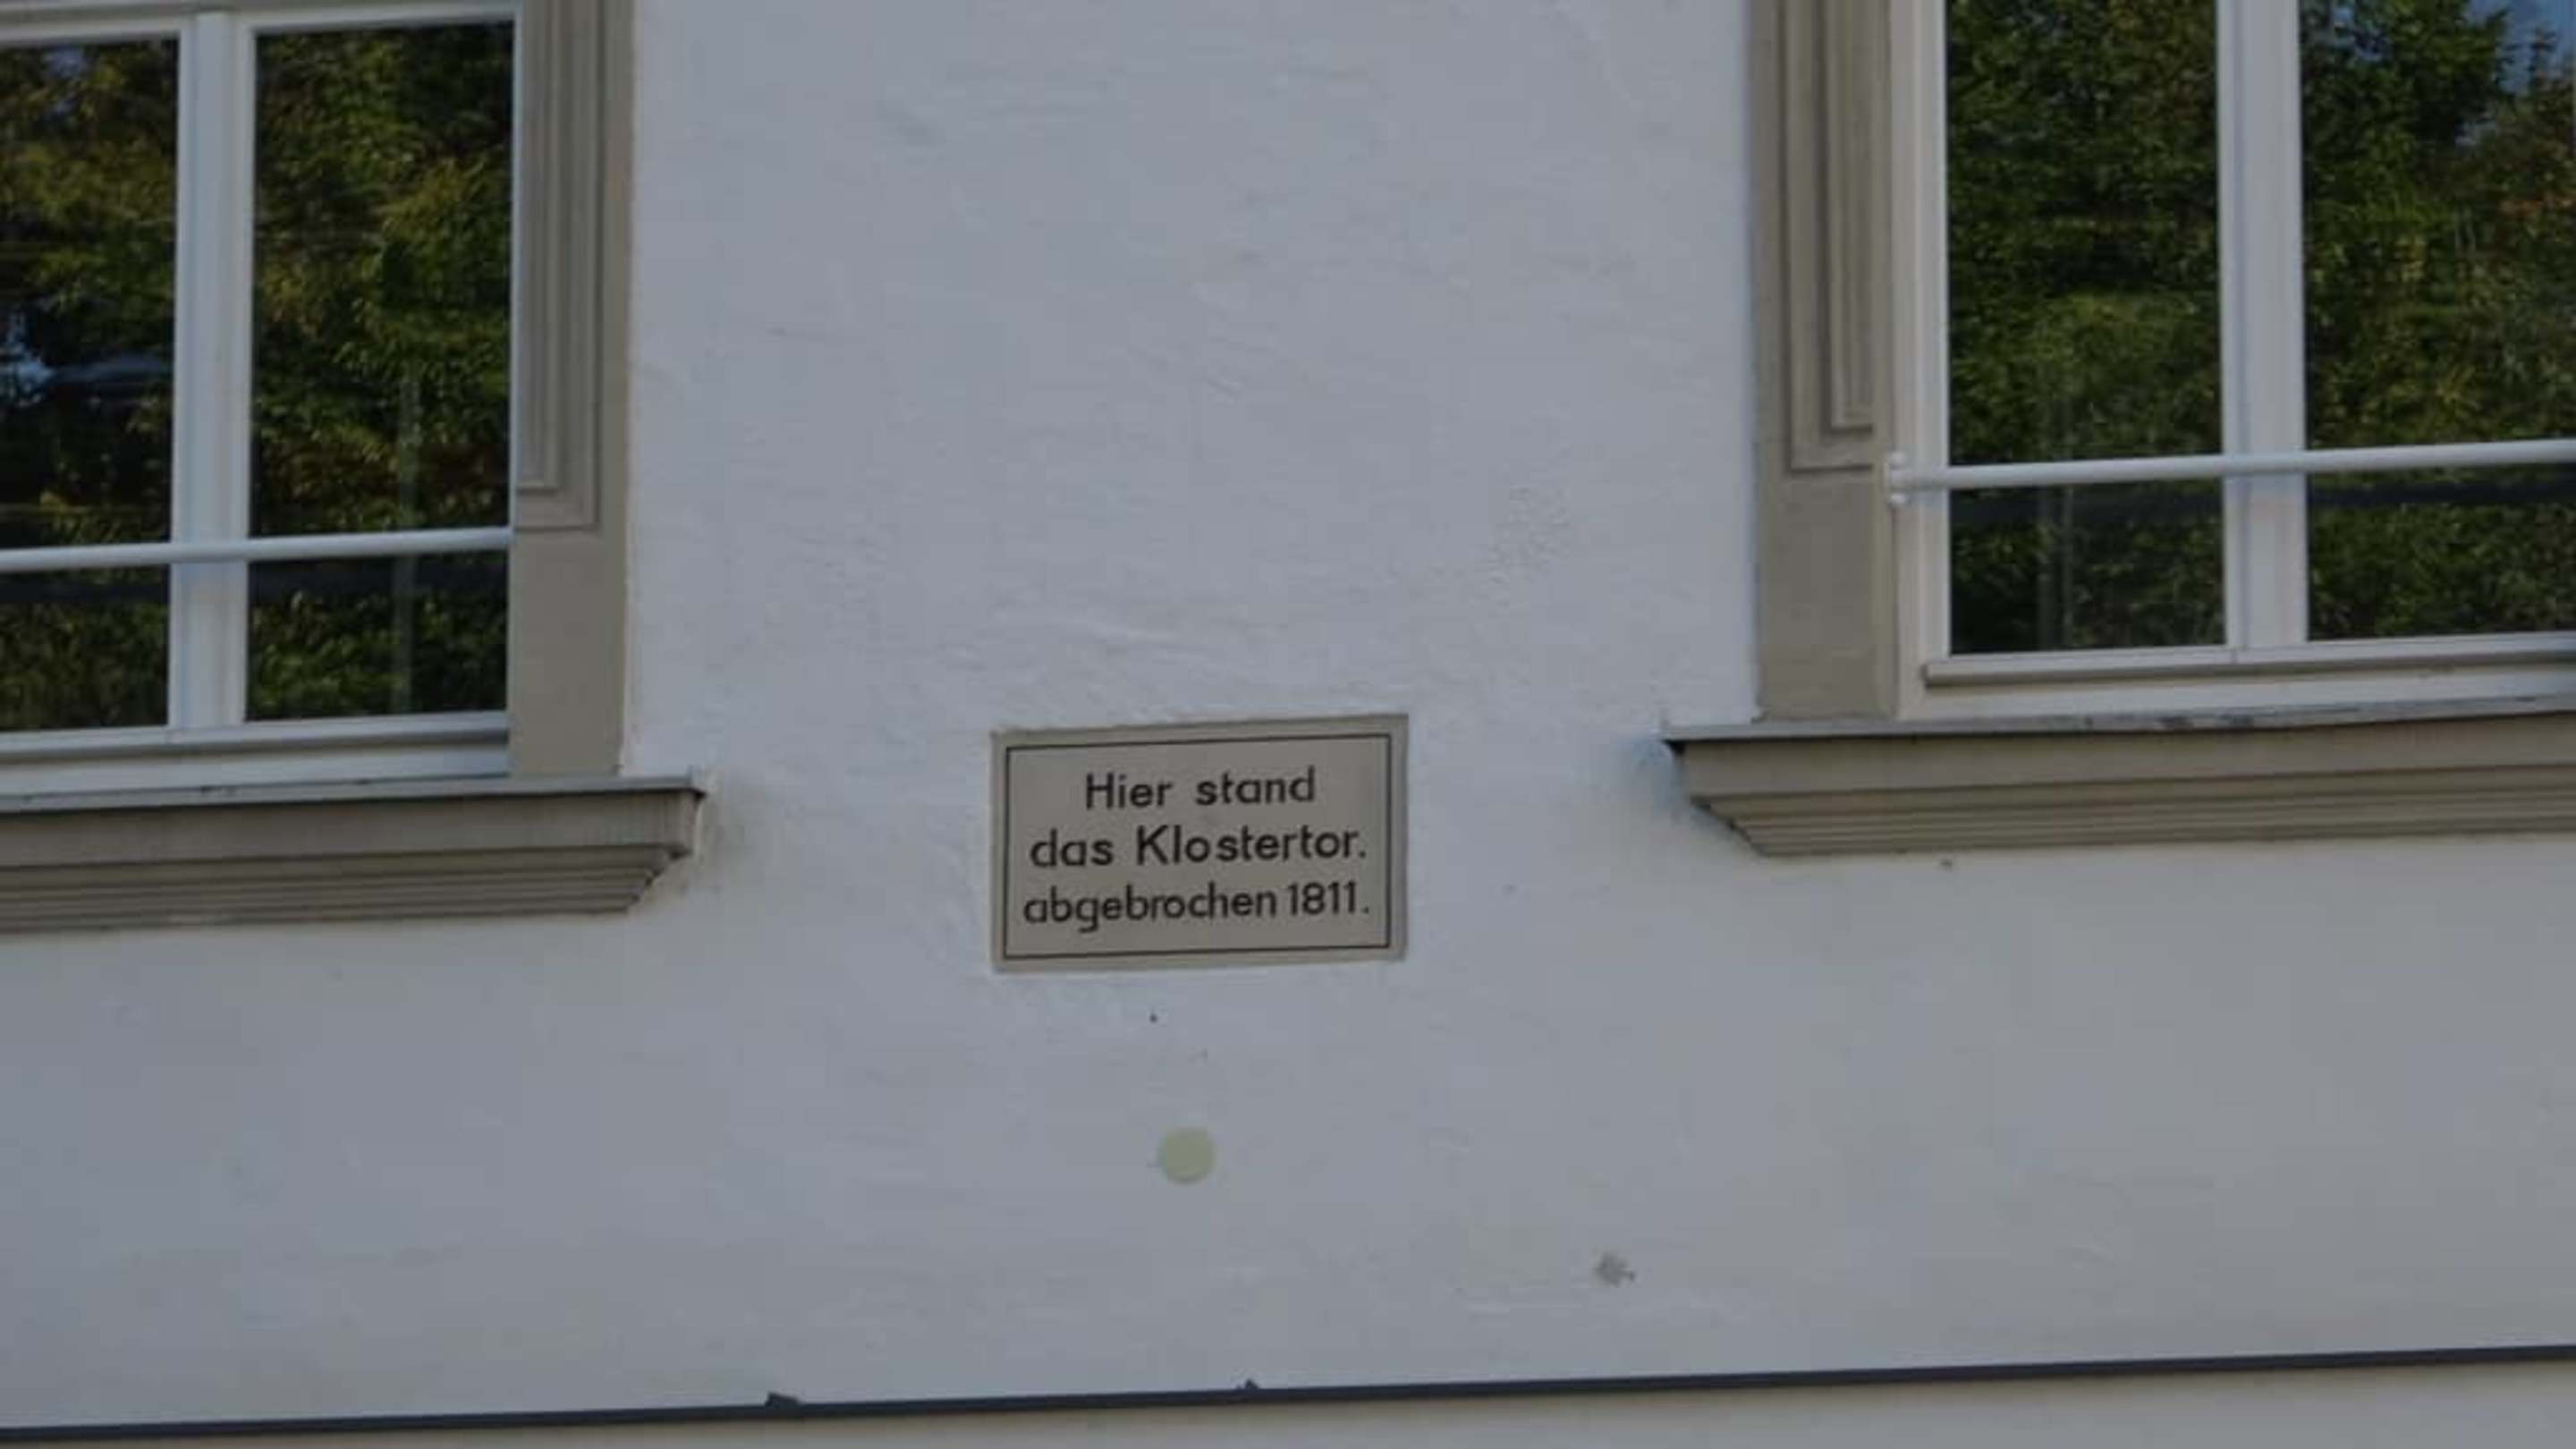 Hier stand
das Klostertor.
abgebrochen 1811.